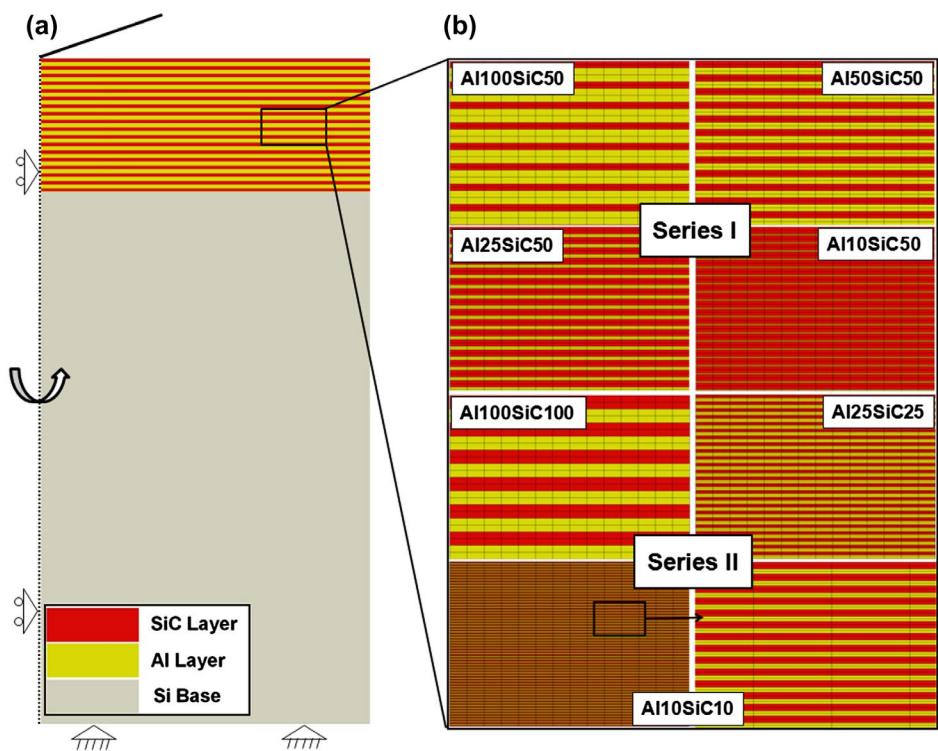 (a)
(b)
Al100SiC50
Al50SiC50
Series I
Al25SiC50
Al10SiC50
Al100SiC100
Al25SiC25
Series II
Al10SiC10
SiC Layer
Al Layer
Si Base